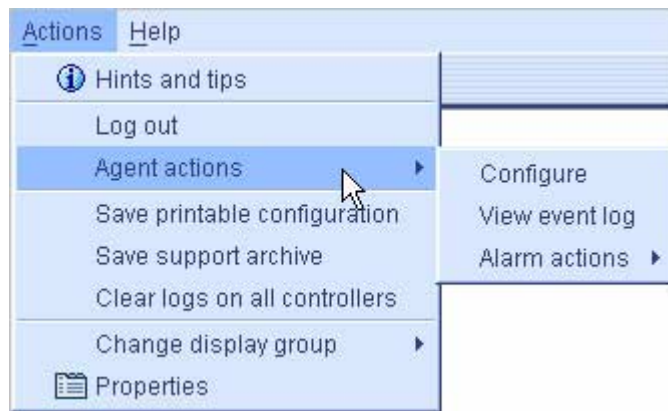 Actions Help
Hints and tips
Log out
Agent actions
Save printable configuration
Save support archive
Clear logs on all controllers
Change display group
Properties
Configure
View event log
Alarm actions